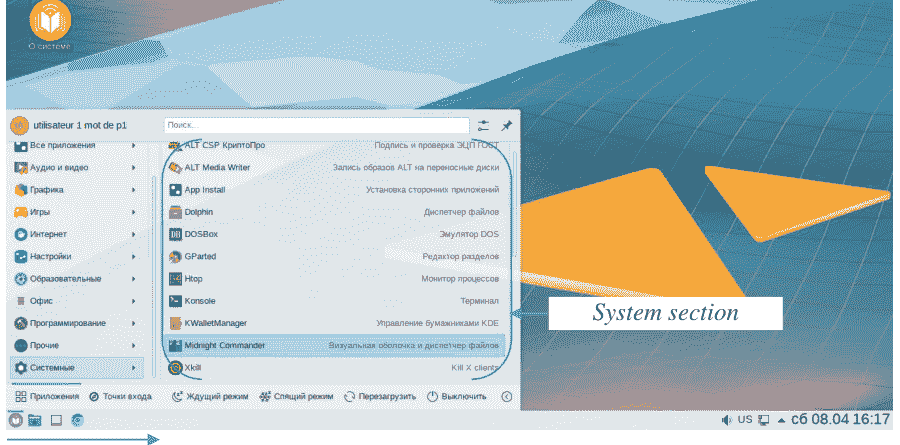 О системе
utilisateur 1 mot de p1
Поиск...
Все приложения
ALT CSP КриптоПро
Подпись и проверка ЭЦП ГОСТ
Аудио и видео
ALT Media Writer
Запись образов ALT на переносные диски
Графика
App Install
Установка сторонних приложений
Игры
Dolphin
Диспетчер файлов
Интернет
DOSBox
Эмулятор DOS
Настройки
GParted
Редактор разделов
Образовательные
Htop
Монитор процессов
Офис
Konsole
Терминал
System section
Программирование
KWalletManager
Управление бумажниками KDE
Прочие
Midnight Commander
Визуальная оболочка и диспетчер файлов
Системные
Xkill
Kill X clients
Приложения
Точки входа
Ждущий режим
Спящий режим
Перезагрузить
Выключить
US
сб 08.04 16:17